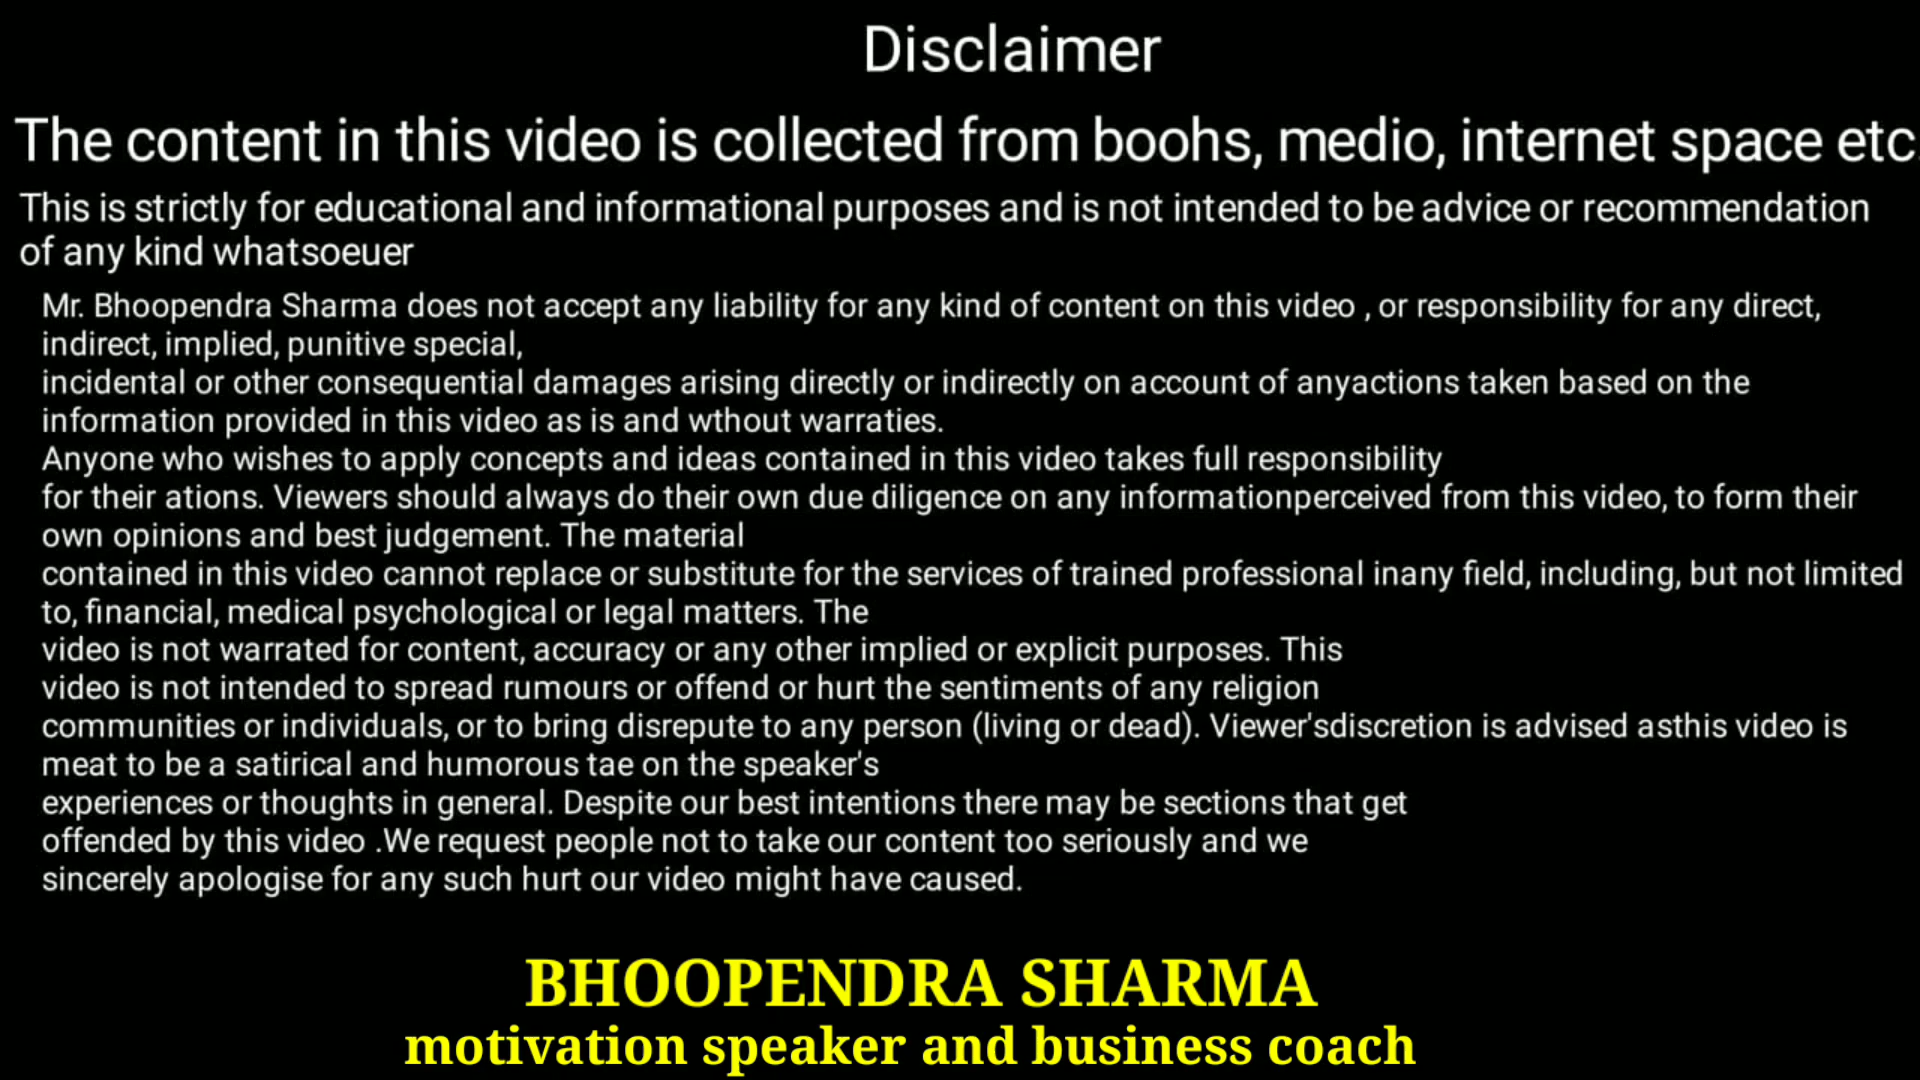 Disclaimer
The content in this video is collected from boohs, medio, internet space etc.
This is strictly for educational and informational purposes and is not intended to be advice or recommendation
of any kind whatsoeuer
Mr. Bhoopendra Sharma does not accept any liability for any kind of content on this video , or responsibility for any direct,
indirect, implied, punitive special,
incidental or other consequential damages arising directly or indirectly on account of anyactions taken based on the
information provided in this video as is and wthout warraties.
Anyone who wishes to apply concepts and ideas contained in this video takes full responsibility
for their ations. Viewers should always do their own due diligence on any informationperceived from this video, to form their
own opinions and best judgement. The material
contained in this video cannot replace or substitute for the services of trained professional inany field, including, but not limited
to, financial, medical psychological or legal matters. The
video is not warrated for content, accuracy or any other implied or explicit purposes. This
video is not intended to spread rumours or offend or hurt the sentiments of any religion
communities or individuals, or to bring disrepute to any person (living or dead). Viewer'sdiscretion is advised asthis video is
meat to be a satirical and humorous tae on the speaker's
experiences or thoughts in general. Despite our best intentions there may be sections that get
offended by this video .We request people not to take our content too seriously and we
sincerely apologise for any such hurt our video might have caused.
BHOOPENDRA SHARMA
motivation speaker and business coach